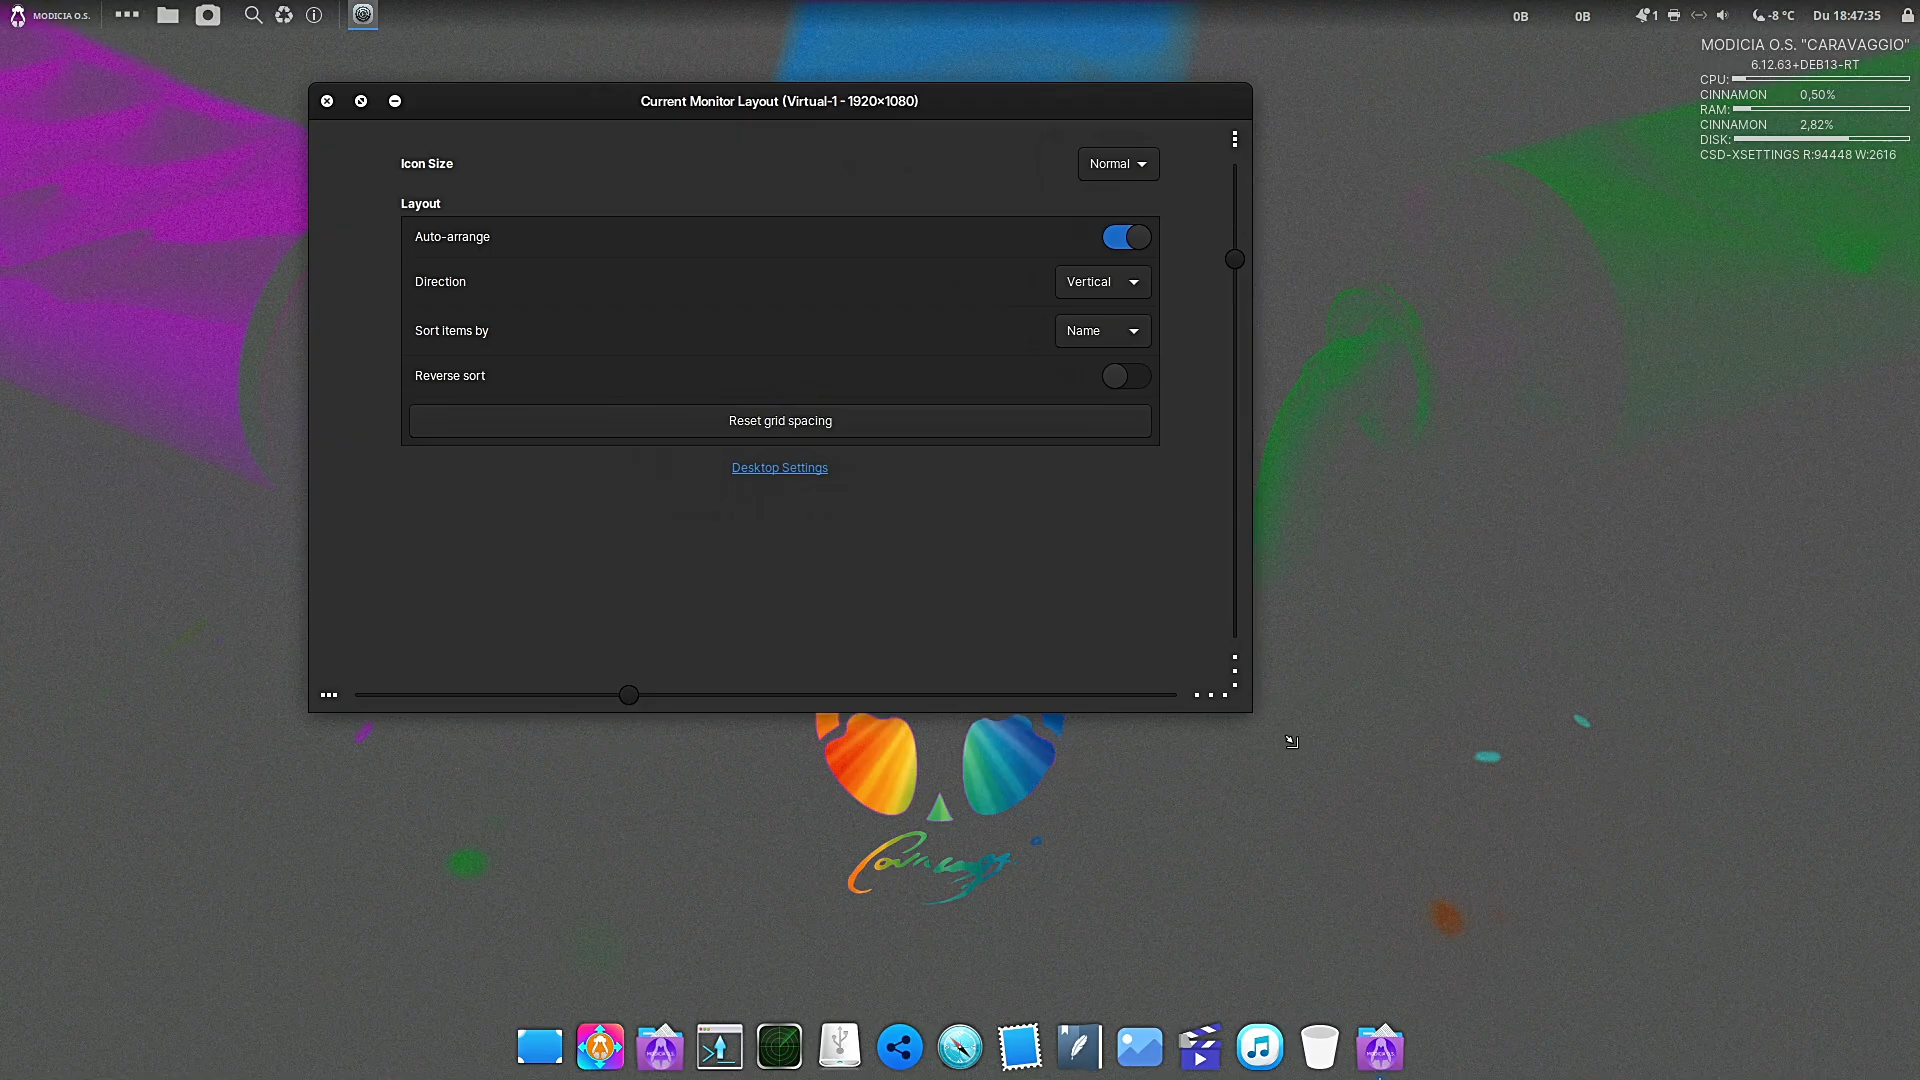 MODICIA O.S.
0B
0B
1
-8 °C
Du 18:47:35
MODICIA O.S. "CARAVAGGIO"
6.12.63+DEB13-RT
CPU:
CINNAMON 0,50%
RAM:
CINNAMON 2,82%
DISK:
CSD-XSETTINGS R:94448 W:2616
Current Monitor Layout (Virtual-1 - 1920×1080)
Icon Size
Normal
Layout
Auto-arrange
Direction
Vertical
Sort items by
Name
Reverse sort
Reset grid spacing
Desktop Settings
MODICIA O.S.
MODICIA O.S.